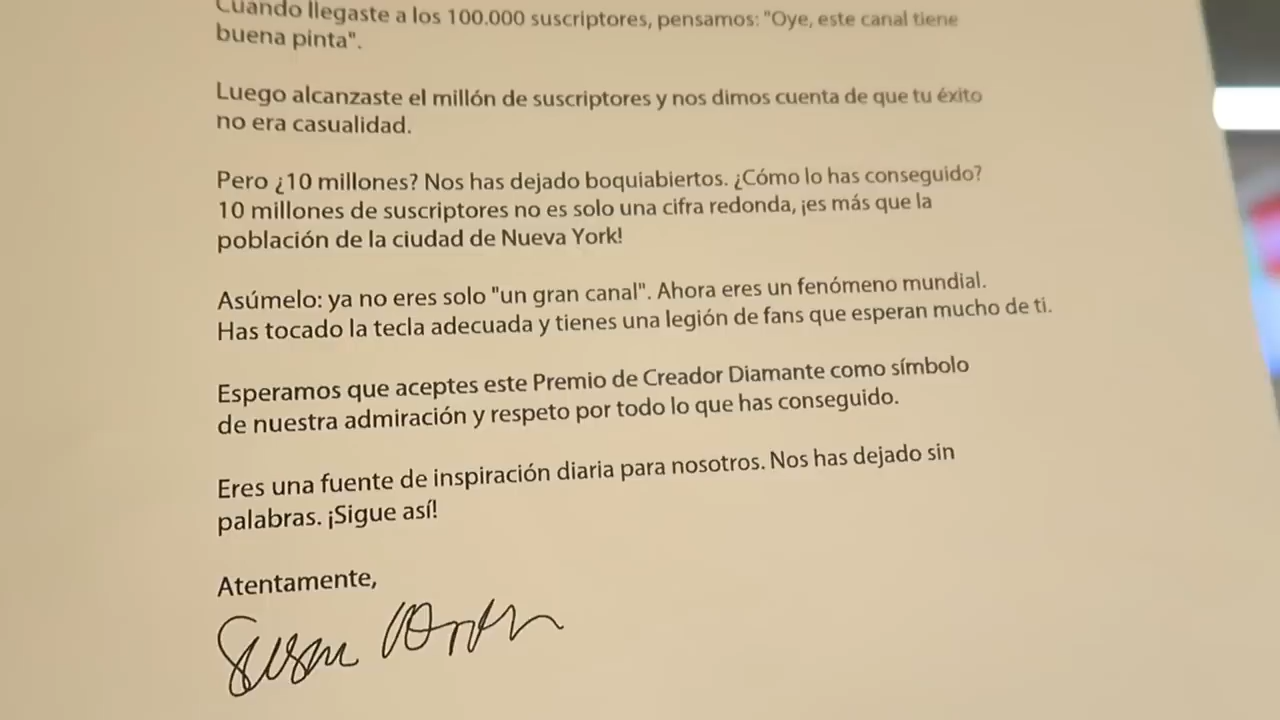 Cuando llegaste a los 100.000 suscriptores, pensamos: "Oye, este canal tiene
buena pinta".
Luego alcanzaste el millón de suscriptores y nos dimos cuenta de que tu éxito
no era casualidad.
Pero ¿10 millones? Nos has dejado boquiabiertos. ¿Cómo lo has conseguido?
10 millones de suscriptores no es solo una cifra redonda, ¡es más que la
población de la ciudad de Nueva York!
Asúmelo: ya no eres solo "un gran canal". Ahora eres un fenómeno mundial.
Has tocado la tecla adecuada y tienes una legión de fans que esperan mucho de ti.
Esperamos que aceptes este Premio de Creador Diamante como símbolo
de nuestra admiración y respeto por todo lo que has conseguido.
Eres una fuente de inspiración diaria para nosotros. Nos has dejado sin
palabras. ¡Sigue así!
Atentamente,
Susan